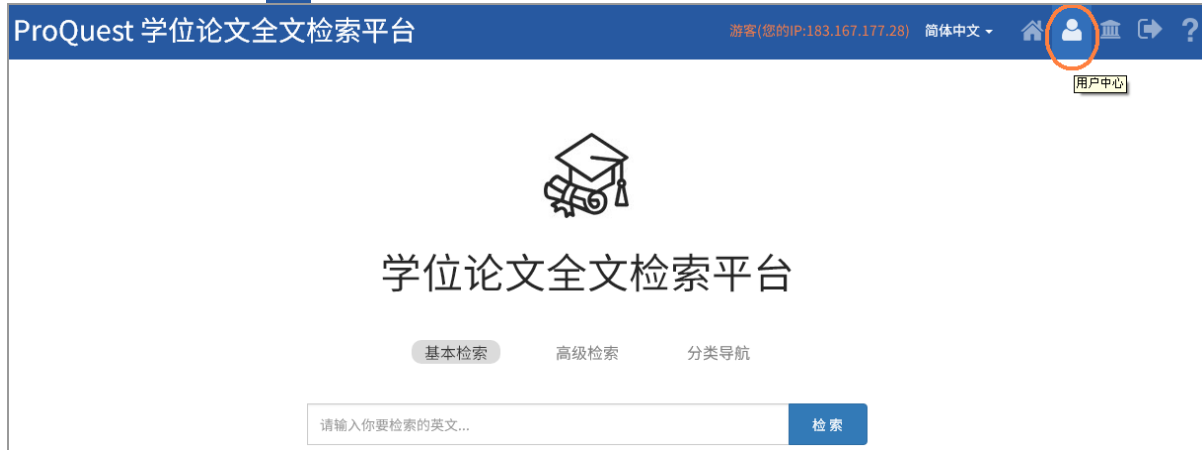 ProQuest 学位论文全文检索平台 游客(您的IP:183.167.177.28) 简体中文 ?
用户中心
学位论文全文检索平台
基本检索 高级检索 分类导航
请输入你要检索的英文... 检 索